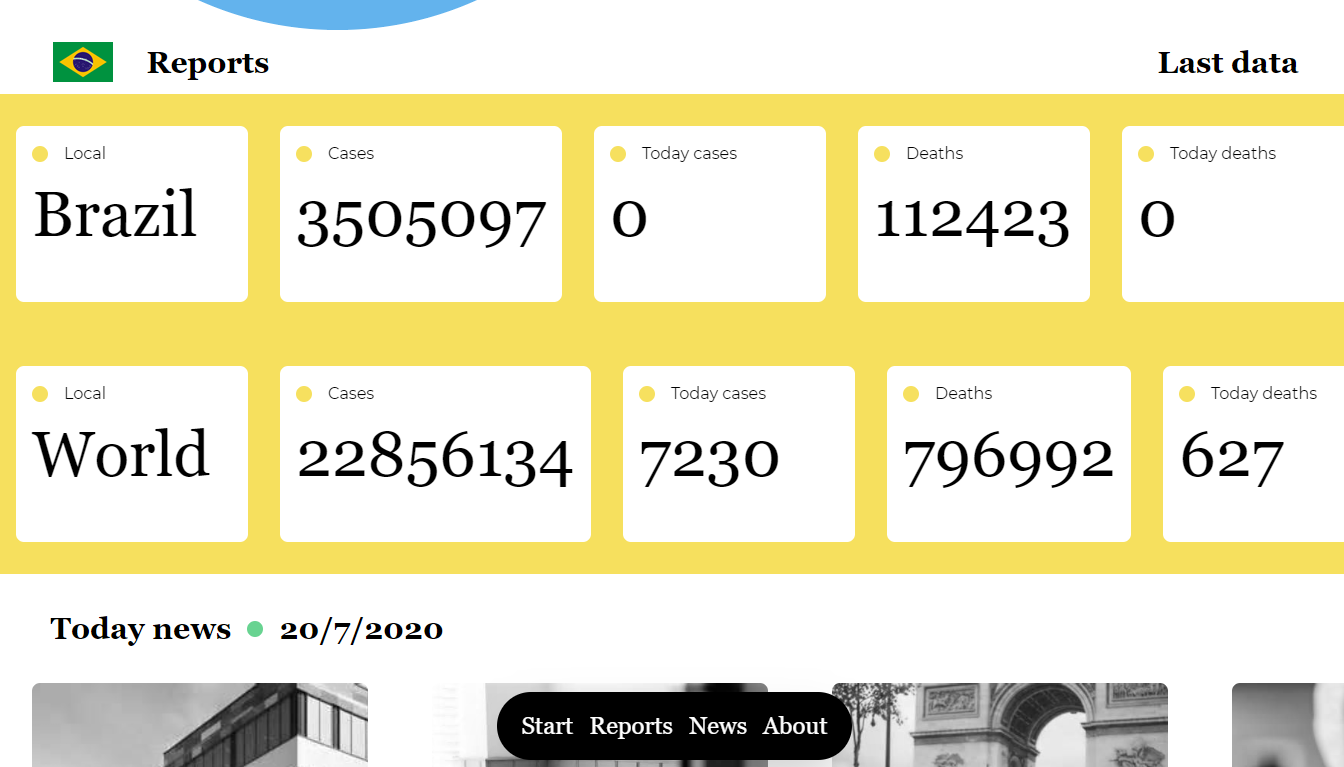 Reports
Last data
Local
Cases
Today cases
Deaths
Today deaths
Brazil
3505097
0
112423
0
Local
Cases
Today cases
Deaths
Today deaths
World
22856134
7230
796992
627
Today news
20/7/2020
Start Reports News About